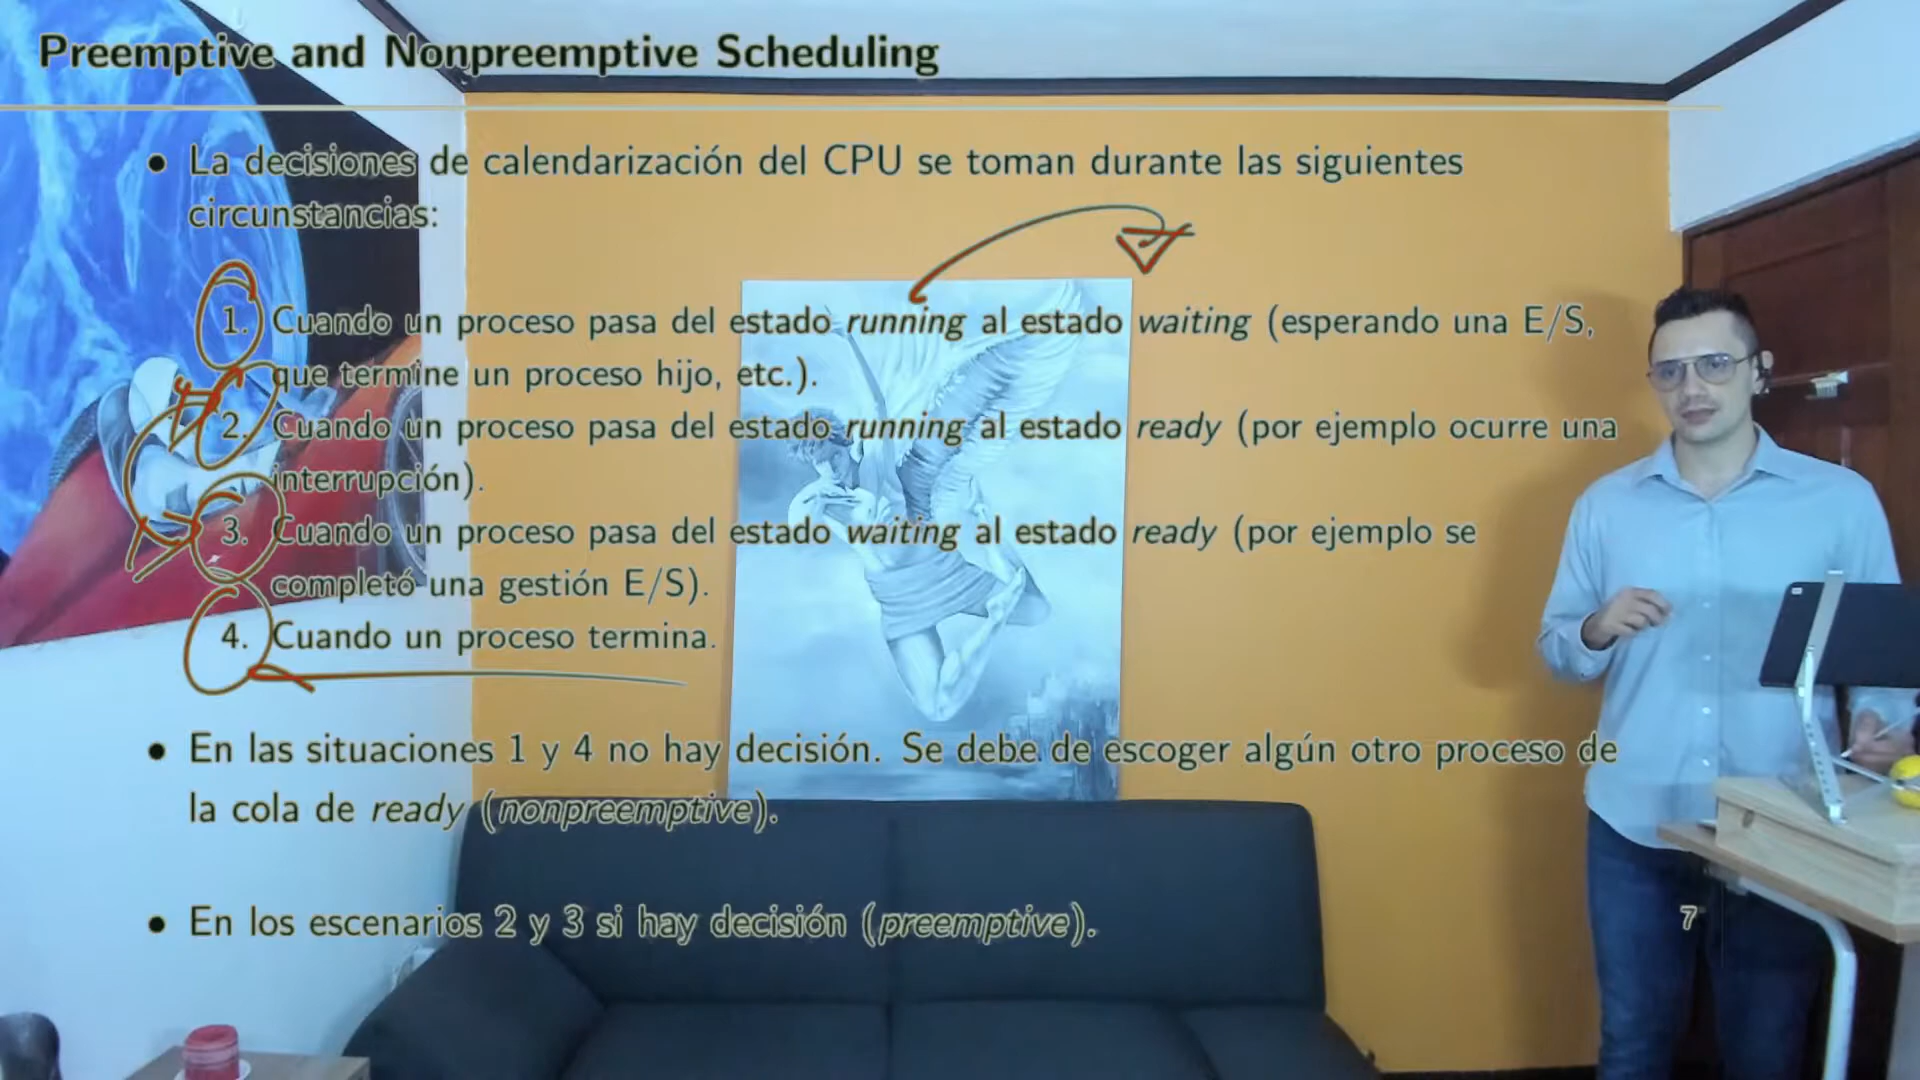 Preemptive and Nonpreemptive Scheduling
• La decisiones de calendarización del CPU se toman durante las siguientes
circunstancias:
1. Cuando un proceso pasa del estado running al estado waiting (esperando una E/S,
que termine un proceso hijo, etc.).
2. Cuando un proceso pasa del estado running al estado ready (por ejemplo ocurre una
interrupción).
3. Cuando un proceso pasa del estado waiting al estado ready (por ejemplo se
completó una gestión E/S).
4. Cuando un proceso termina.
• En las situaciones 1 y 4 no hay decisión. Se debe de escoger algún otro proceso de
la cola de ready (nonpreemptive).
• En los escenarios 2 y 3 si hay decisión (preemptive).
7